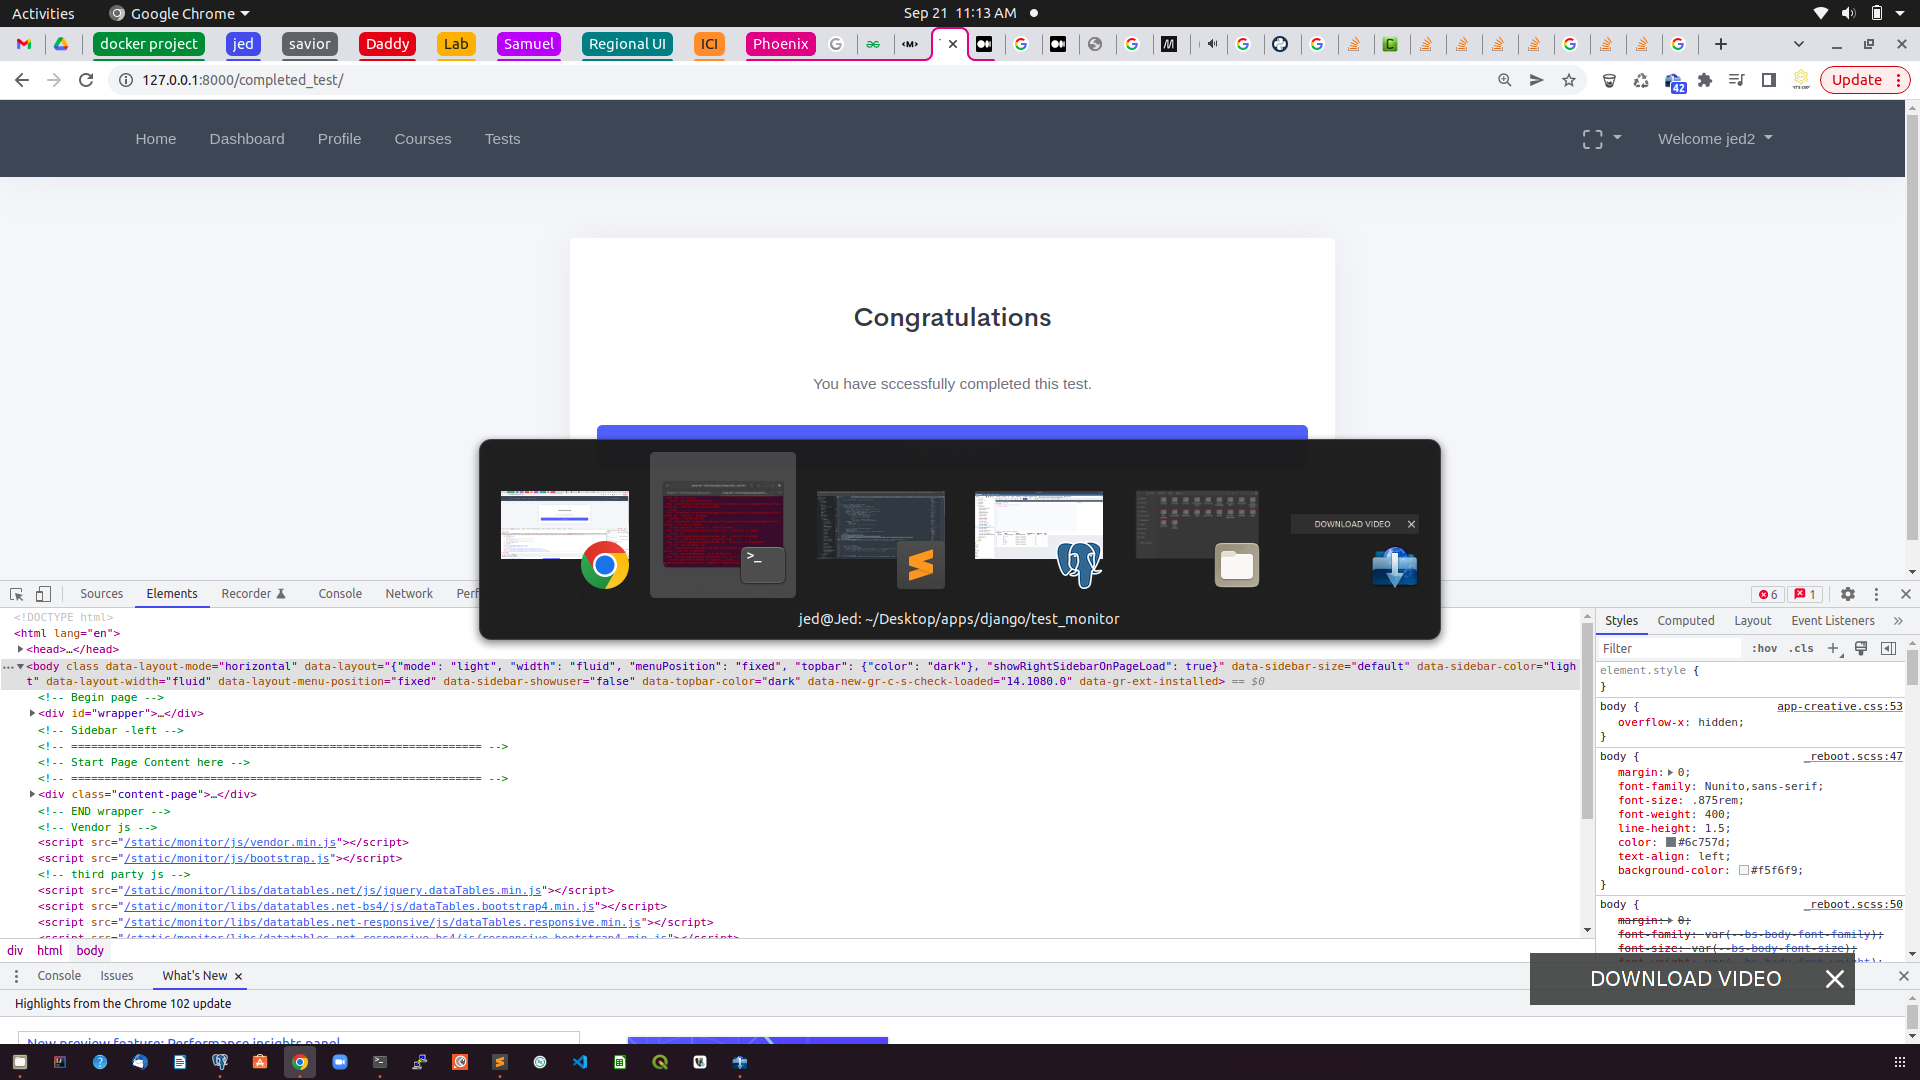 Activities
Google Chrome
Sep 21 11:13 AM
docker project
jed
savior
Daddy
Lab
Samuel
Regional UI
ICI
Phoenix
127.0.0.1:8000/completed_test/
42
Update
Home
Dashboard
Profile
Courses
Tests
Welcome jed2
Congratulations
You have sccessfully completed this test.
DOWNLOAD VIDEO
jed@Jed: ~/Desktop/apps/django/test_monitor
Sources
Elements
Recorder
Console
Network
6
1
<!DOCTYPE html>
<html lang="en">
<head>…</head>
<body class data-layout-mode="horizontal" data-layout="{"mode": "light", "width": "fluid", "menuPosition": "fixed", "topbar": {"color": "dark"}, "showRightSidebarOnPageLoad": true}" data-sidebar-size="default" data-sidebar-color="ligh
t" data-layout-width="fluid" data-layout-menu-position="fixed" data-sidebar-showuser="false" data-topbar-color="dark" data-new-gr-c-s-check-loaded="14.1080.0" data-gr-ext-installed> == $0
<!-- Begin page -->
<div id="wrapper">…</div>
<!-- Sidebar -left -->
<!-- ============================================================== -->
<!-- Start Page Content here -->
<!-- ============================================================== -->
<div class="content-page">…</div>
<!-- END wrapper -->
<!-- Vendor js -->
<script src="/static/monitor/js/vendor.min.js"></script>
<script src="/static/monitor/js/bootstrap.js"></script>
<!-- third party js -->
<script src="/static/monitor/libs/datatables.net/js/jquery.dataTables.min.js"></script>
<script src="/static/monitor/libs/datatables.net-bs4/js/dataTables.bootstrap4.min.js"></script>
<script src="/static/monitor/libs/datatables.net-responsive/js/dataTables.responsive.min.js"></script>
Styles
Computed
Layout
Event Listeners
Filter
:hov .cls
element.style {
}
body {
app-creative.css:53
overflow-x: hidden;
}
body {
_reboot.scss:47
margin: 0;
font-family: Nunito,sans-serif;
font-size: .875rem;
font-weight: 400;
line-height: 1.5;
color: #6c757d;
text-align: left;
background-color: #f5f6f9;
}
body {
_reboot.scss:50
margin: 0;
font-family: var(--bs-body-font-family);
font-size: var(--bs-body-font-size);
div html body
Console
Issues
What's New
DOWNLOAD VIDEO
Highlights from the Chrome 102 update
New preview feature: Performance insights panel